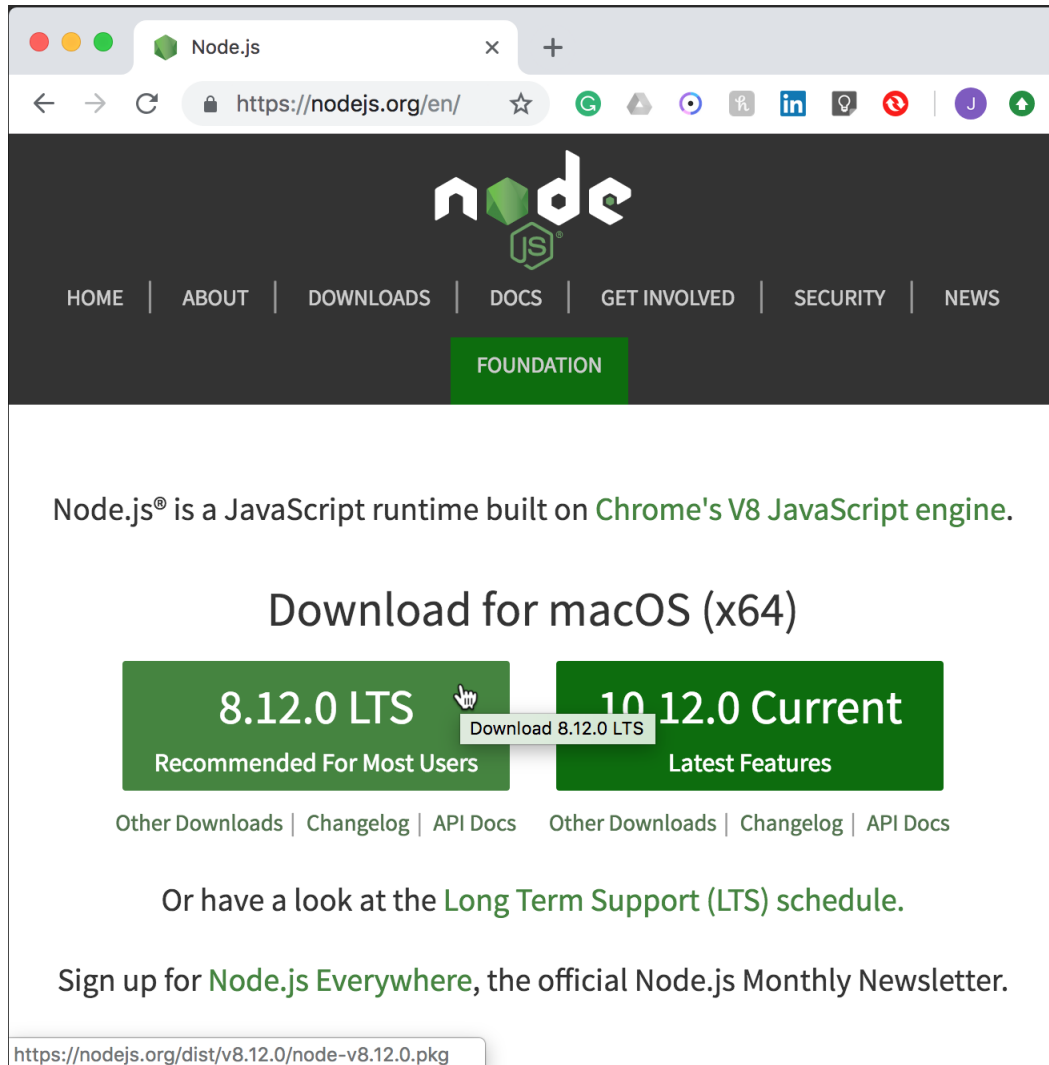 Node.js
https://nodejs.org/en/
J
node
JS®
HOME | ABOUT | DOWNLOADS | DOCS | GET INVOLVED | SECURITY | NEWS
FOUNDATION
Node.js® is a JavaScript runtime built on Chrome's V8 JavaScript engine.
Download for macOS (x64)
8.12.0 LTS
Recommended For Most Users
Download 8.12.0 LTS
10.12.0 Current
Latest Features
Other Downloads | Changelog | API Docs
Other Downloads | Changelog | API Docs
Or have a look at the Long Term Support (LTS) schedule.
Sign up for Node.js Everywhere, the official Node.js Monthly Newsletter.
https://nodejs.org/dist/v8.12.0/node-v8.12.0.pkg